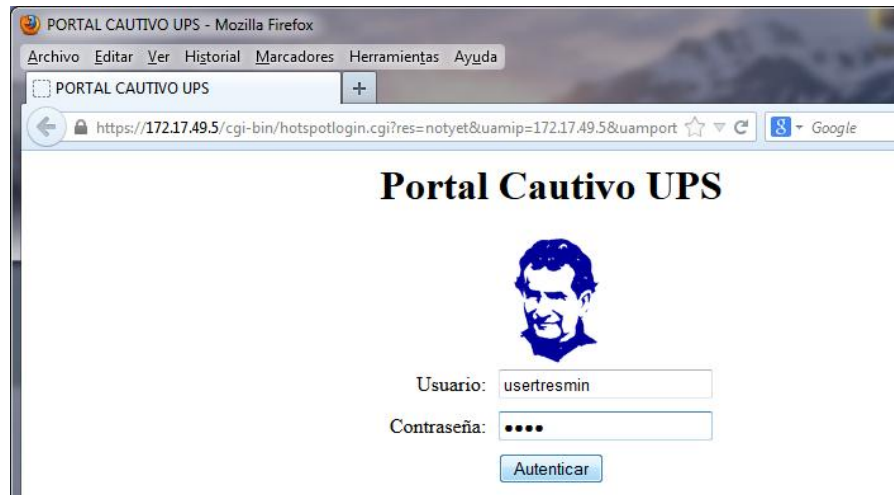 PORTAL CAUTIVO UPS - Mozilla Firefox
Archivo Editar Ver Historial Marcadores Herramientas Ayuda
PORTAL CAUTIVO UPS +
https://172.17.49.5/cgi-bin/hotspotlogin.cgi?res=notyet&uamip=172.17.49.5&uamport 8 Google
Portal Cautivo UPS
Usuario: usertresmin
Contraseña: ••••
Autenticar